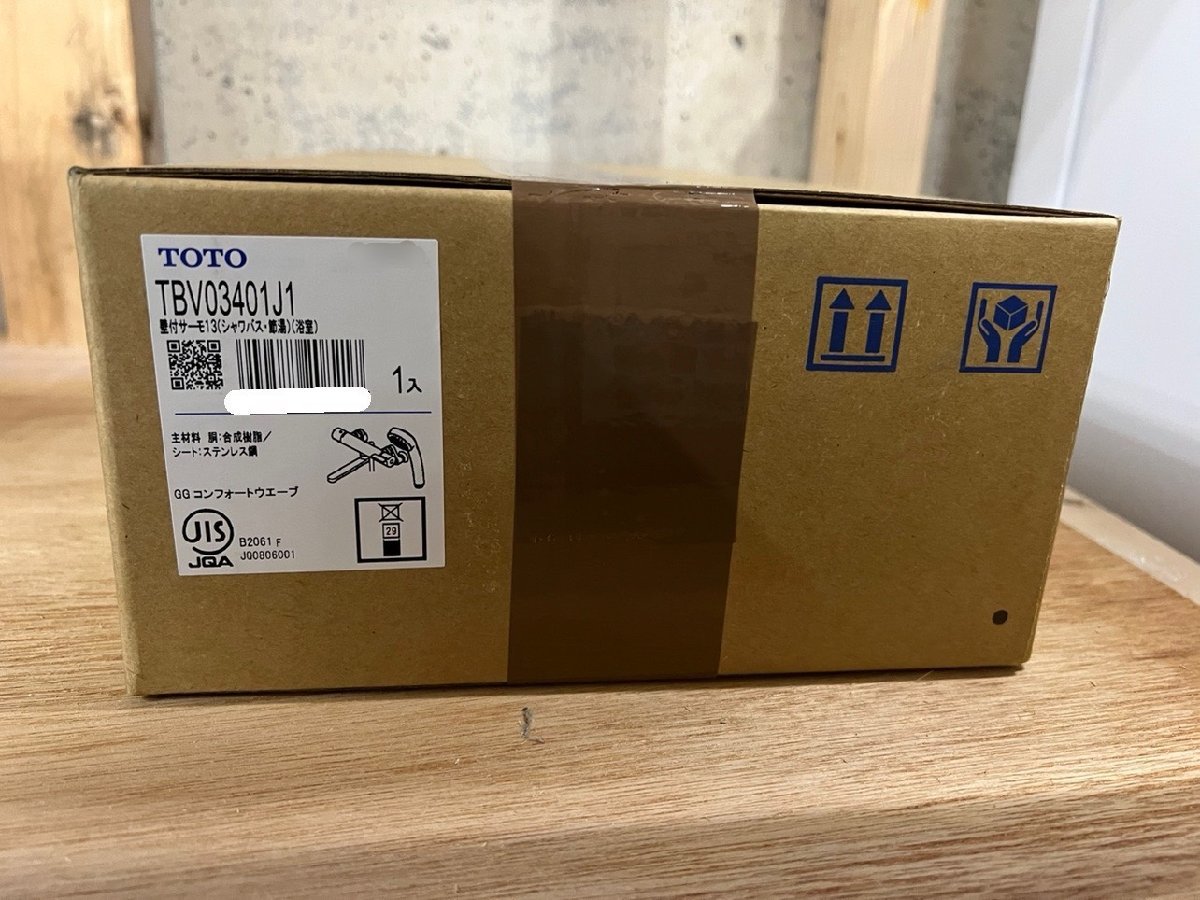 TOTO
TBV03401J1
壁付サーモ13(シャワバス・節湯)(浴室)
1入
主材料 胴:合成樹脂/
シート:ステンレス鋼
GGコンフォートウエーブ
29
JIS
JQA
B2061 F
JQ0806001